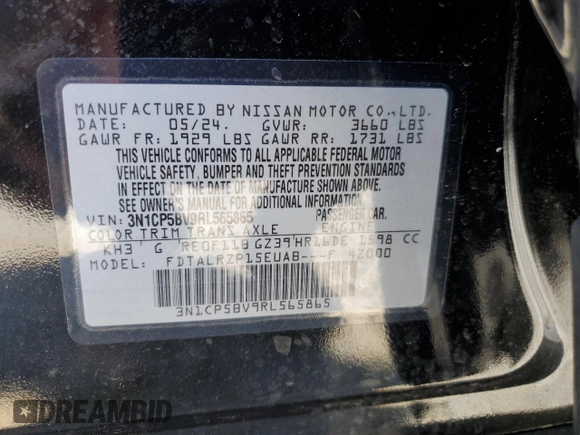 MANUFACTURED BY NISSAN MOTOR CO., LTD.
DATE: 05/24. GVWR: 3660 LBS
GAWR FR: 1929 LBS GAWR RR: 1731 LBS
THIS VEHICLE CONFORMS TO ALL APPLICABLE FEDERAL MOTOR
VEHICLE SAFETY, BUMPER AND THEFT PREVENTION STANDARDS
IN EFFECT ON THE DATE OF MANUFACTURE SHOWN ABOVE.
SEE OWNER'S MANUAL FOR ADDITIONAL INFORMATION.
VIN: 3N1CP5BV9RL565865 PASSENGER CAR.
COLOR TRIM TRANS AXLE ENGINE
KH3 G RE0F11B GZ39 HR16DE 1598 CC
MODEL: FDTALRZP15EUAB---F 4Z000
3N1CP5BV9RL565865
DREAMBID